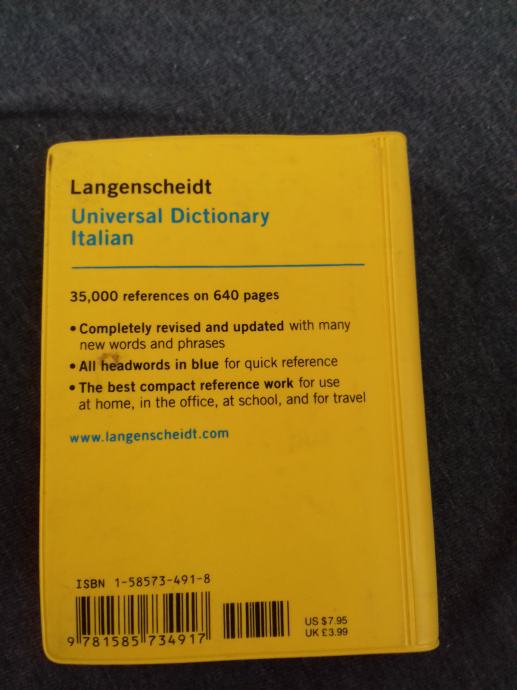 Langenscheidt
Universal Dictionary
Italian
35,000 references on 640 pages
• Completely revised and updated with many
new words and phrases
• All headwords in blue for quick reference
• The best compact reference work for use
at home, in the office, at school, and for travel
www.langenscheidt.com
ISBN 1-58573-491-8
9 781585 734917
US $7.95
UK £3.99